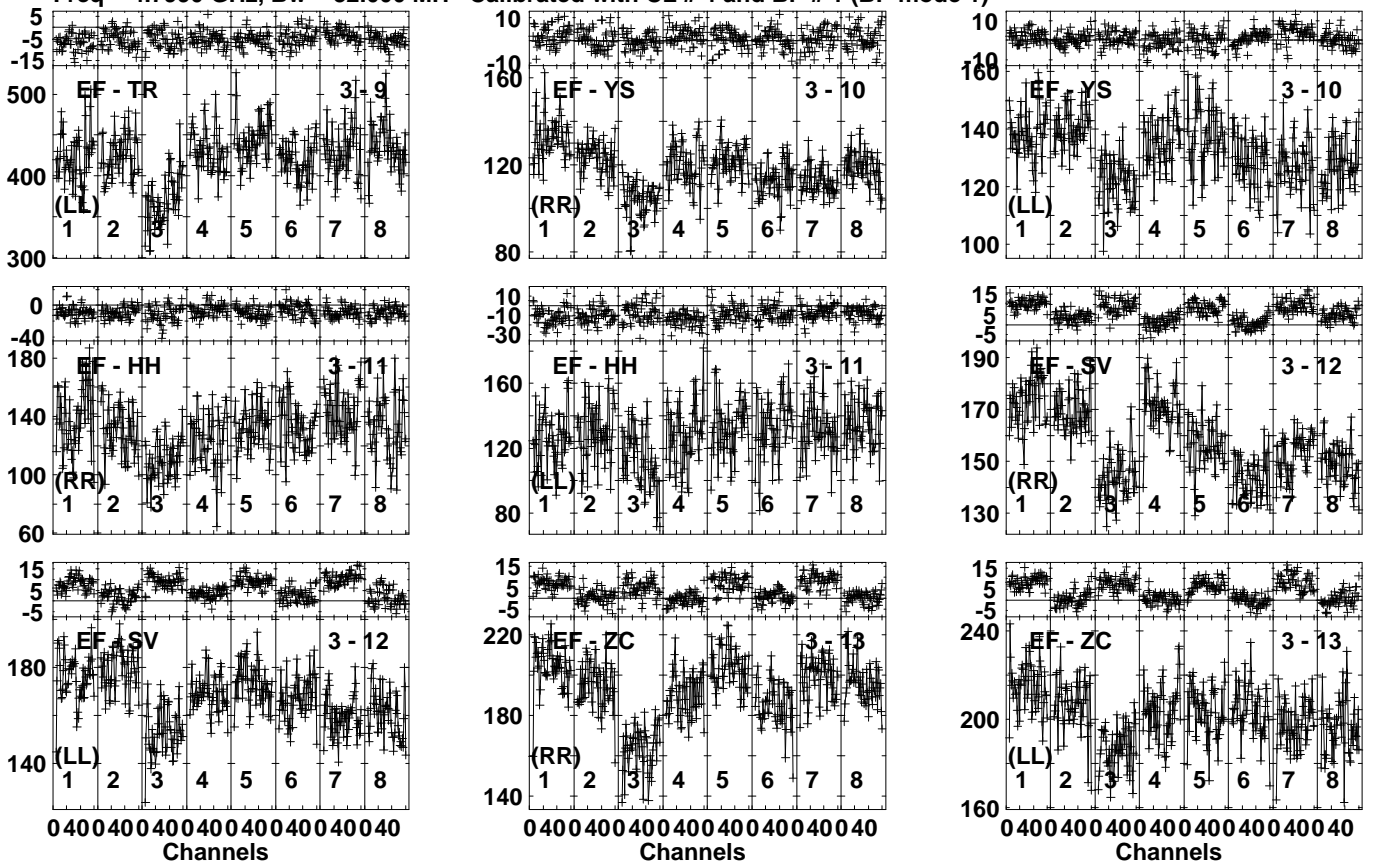 Calibrated with CL # 4 and BP # 1 (BP mode 1)
5 -5 -15 10 -10 10 -10
500 400 300 160 120 80 160 140 120 100
EF - TR 3 - 9 EF - YS 3 - 10 EF - YS 3 - 10
(LL) (RR) (LL)
1 2 3 4 5 6 7 8 1 2 3 4 5 6 7 8 1 2 3 4 5 6 7 8
0 -40 10 -10 -30 15 5 -5
180 140 100 60 160 120 80 190 170 150 130
EF - HH 3 - 11 EF - HH 3 - 11 EF - SV 3 - 12
(RR) (LL) (RR)
1 2 3 4 5 6 7 8 1 2 3 4 5 6 7 8 1 2 3 4 5 6 7 8
15 5 -5 15 5 -5 15 5 -5
180 140 220 180 140 240 200 160
EF - SV 3 - 12 EF - ZC 3 - 13 EF - ZC 3 - 13
(LL) (RR) (LL)
1 2 3 4 5 6 7 8 1 2 3 4 5 6 7 8 1 2 3 4 5 6 7 8
0 40 0 40 0 40 0 40 0 40 0 40 0 40 0 40 0 40 0 40 0 40 0 40 0 40 0 40 0 40 0 40 0 40 0 40 0 40 0 40 0 40 0 40 0 40 0 40
Channels Channels Channels